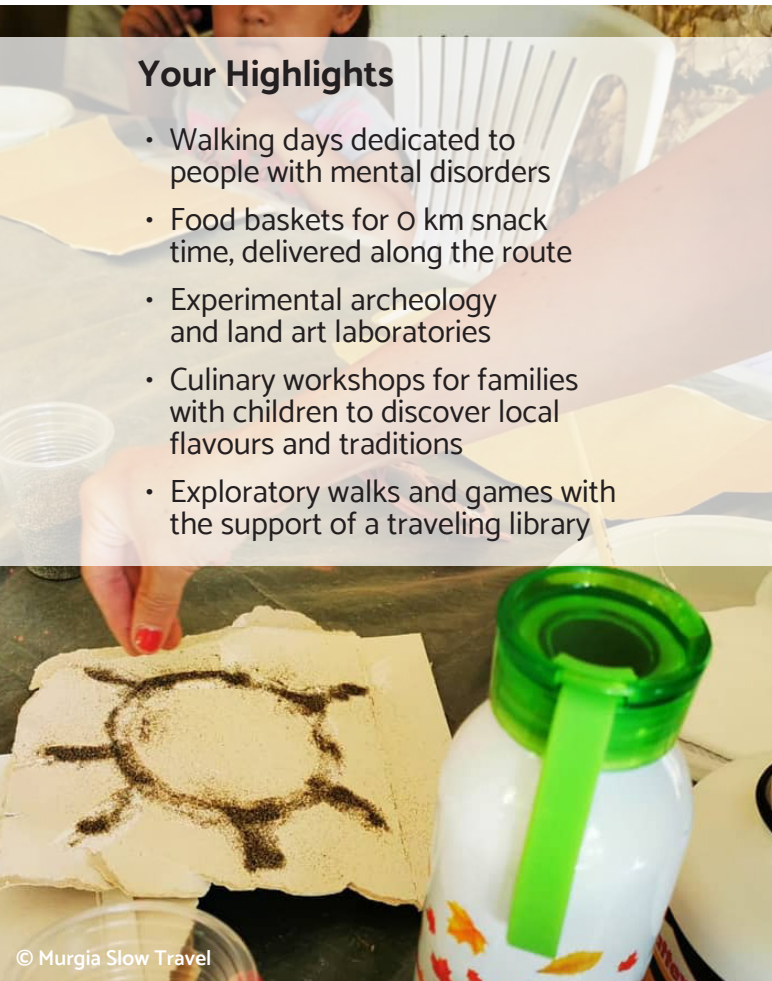 Your Highlights
• Walking days dedicated to
people with mental disorders
• Food baskets for 0 km snack
time, delivered along the route
• Experimental archeology
and land art laboratories
• Culinary workshops for families
with children to discover local
flavours and traditions
• Exploratory walks and games with
the support of a traveling library
© Murgia Slow Travel